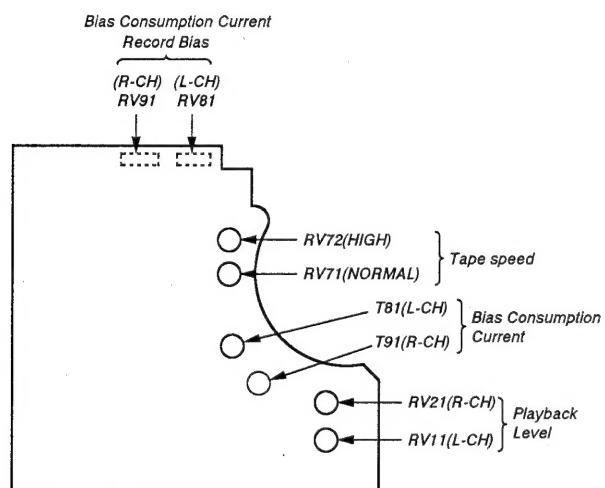 Bias Consumption Current
Record Bias
(R-CH) (L-CH)
RV91 RV81
RV72(HIGH)
RV71(NORMAL)
Tape speed
T81(L-CH)
T91(R-CH)
Bias Consumption
Current
RV21(R-CH)
RV11(L-CH)
Playback
Level